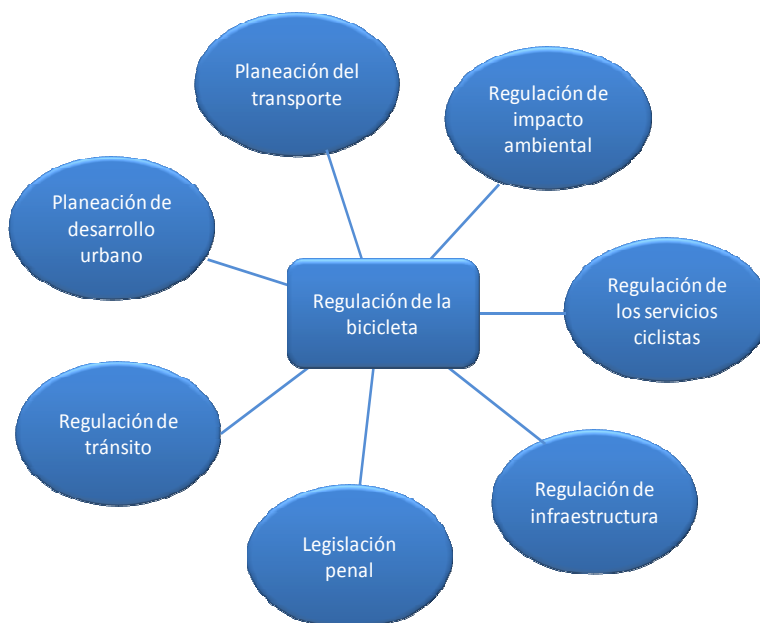 Planeación del
transporte
Regulación de
impacto
ambiental
Planeación de
desarrollo
urbano
Regulación de la
bicicleta
Regulación de
los servicios
ciclistas
Regulación de
tránsito
Regulación de
infraestructura
Legislación
penal